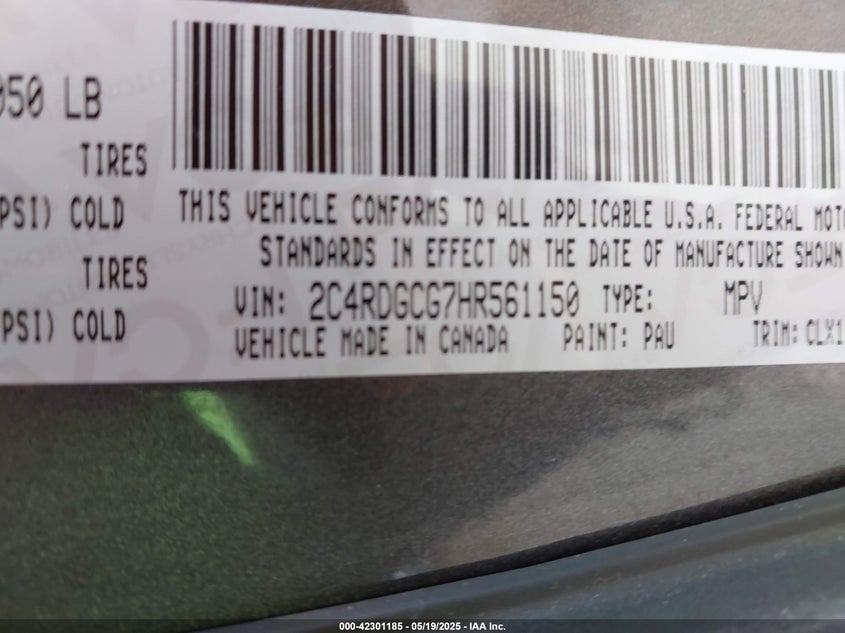 050 LB
TIRES
PSI) COLD
TIRES
PSI) COLD
THIS VEHICLE CONFORMS TO ALL APPLICABLE U.S.A. FEDERAL MOTO
STANDARDS IN EFFECT ON THE DATE OF MANUFACTURE SHOWN
VIN: 2C4RDGCG7HR561150 TYPE: MPV
VEHICLE MADE IN CANADA PAINT: PAU TRIM: CLX1
000-42301185 - 05/19/2025 - IAA Inc.